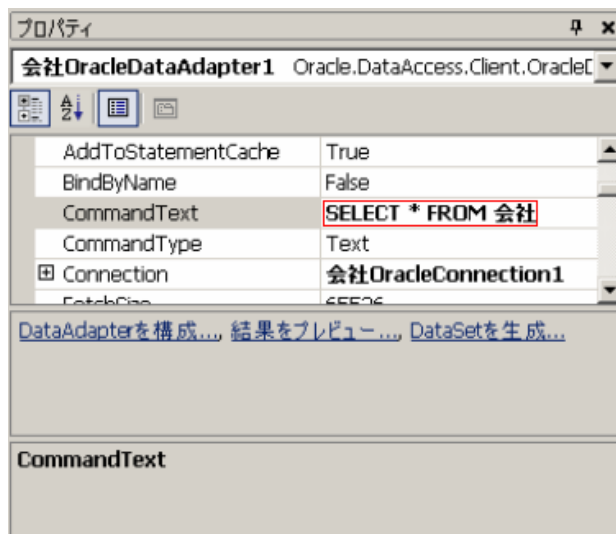 プロパティ
会社OracleDataAdapter1 Oracle.DataAccess.Client.Oracle
AddToStatementCache True
BindByName False
CommandText SELECT * FROM 会社
CommandType Text
Connection 会社OracleConnection1
FetchSize
DataAdapterを構成..., 結果をプレビュー..., DataSetを生成...
CommandText